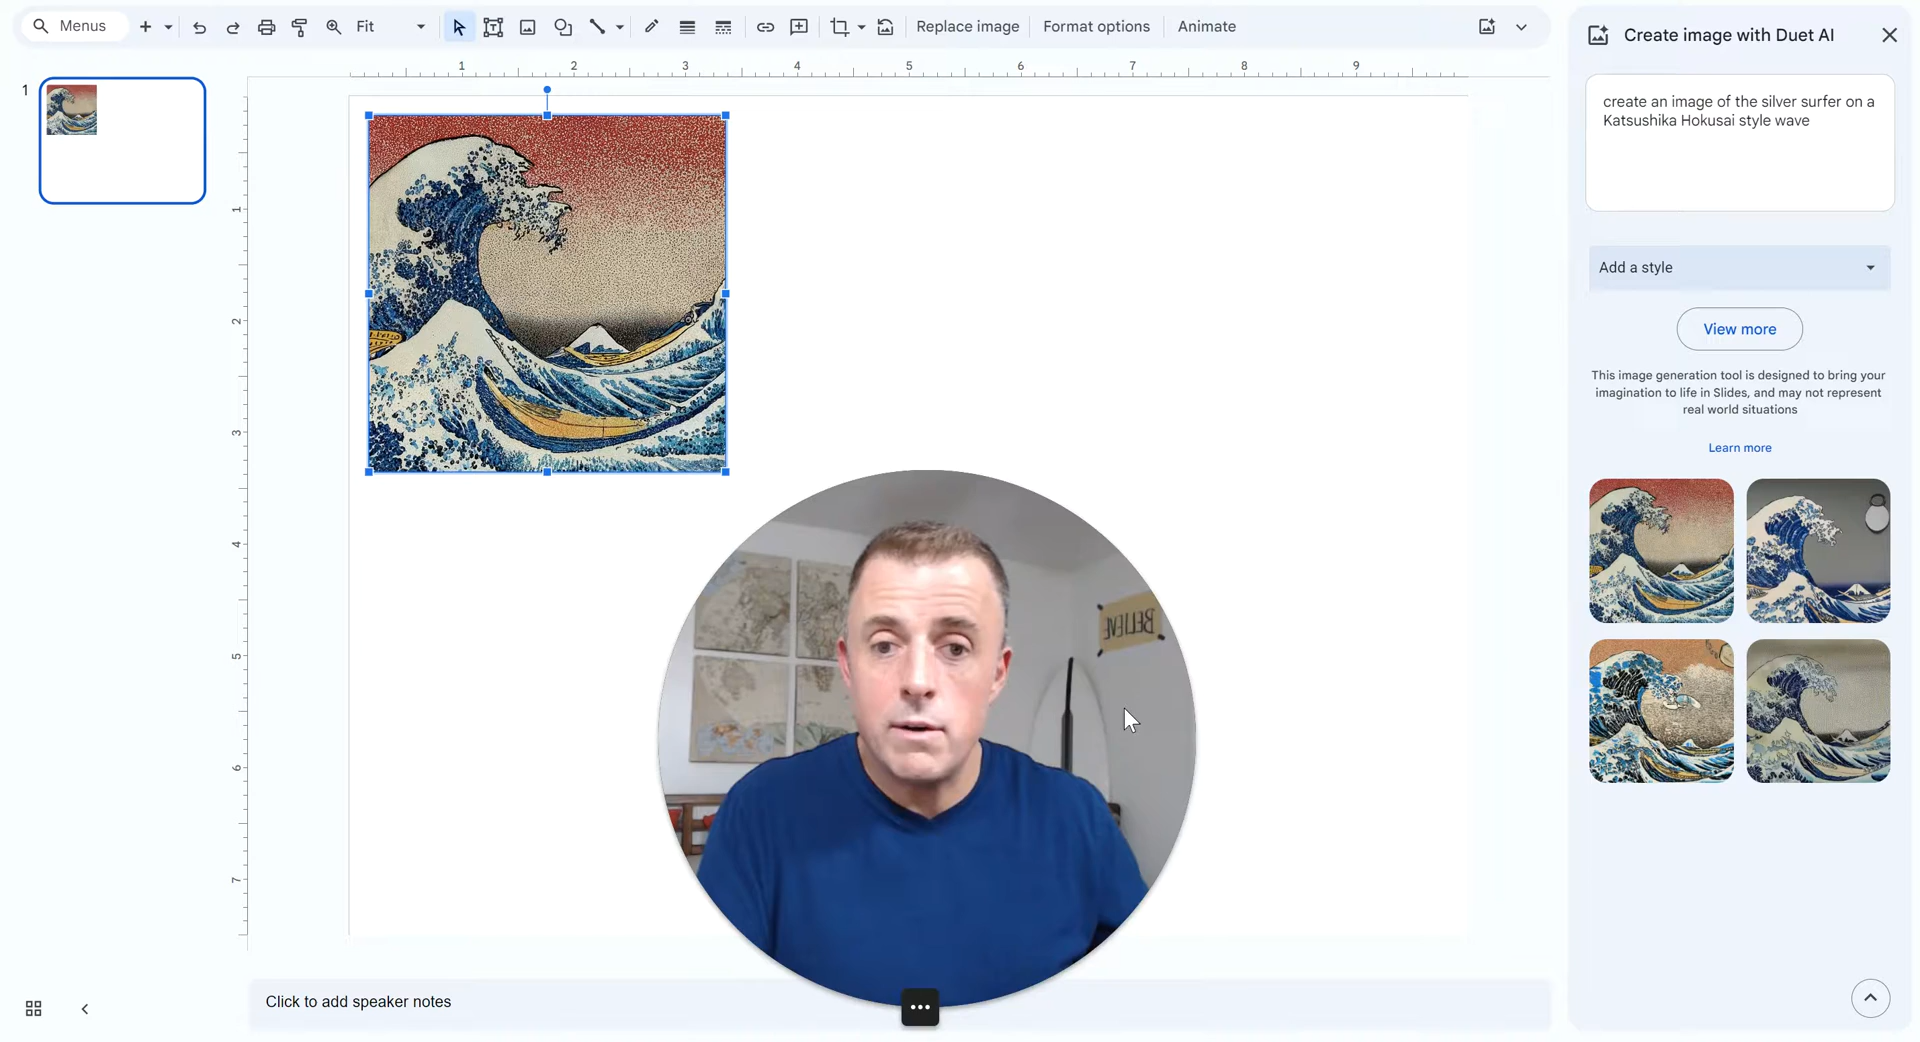 Menus
Fit
Replace image
Format options
Animate
Create image with Duet AI
1 2 3 4 5 6 7 8 9
1
create an image of the silver surfer on a
Katsushika Hokusai style wave
1
2
3
4
5
6
7
Add a style
View more
This image generation tool is designed to bring your
imagination to life in Slides, and may not represent
real world situations
Learn more
BELIEVE
Click to add speaker notes